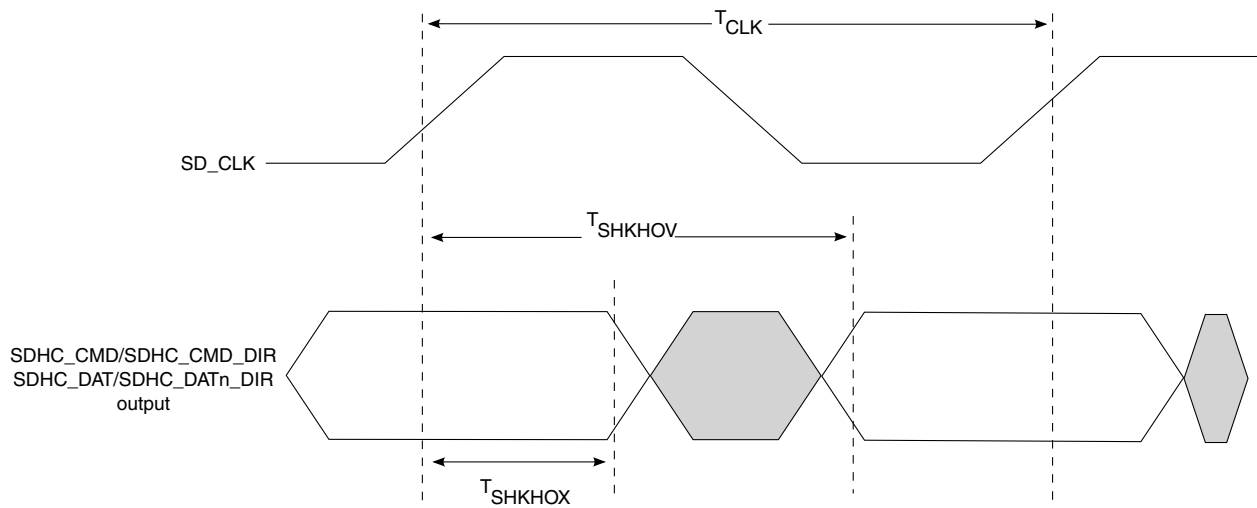 TCLK
SD_CLK
TSHKHOV
SDHC_CMD/SDHC_CMD_DIR
SDHC_DAT/SDHC_DATn_DIR
output
TSHKHOX